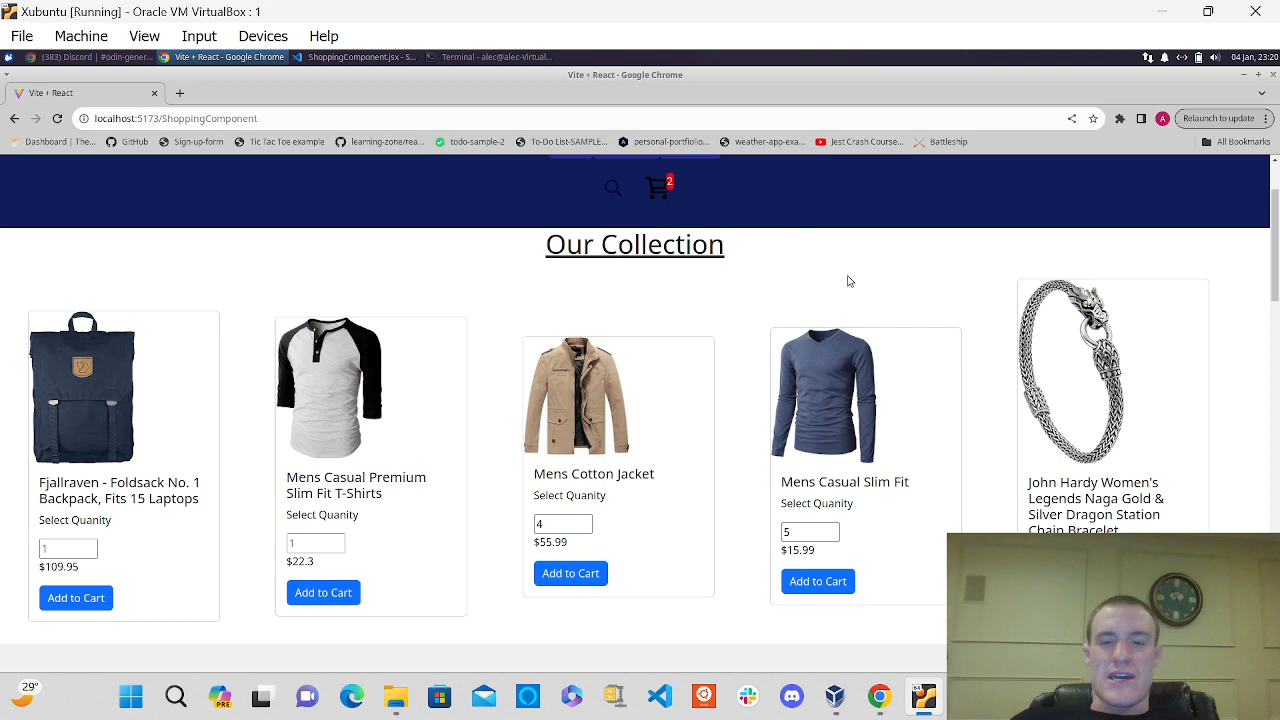 Xubuntu [Running] - Oracle VM VirtualBox : 1
File Machine View Input Devices Help
(383) Discord | #odin-gener... Vite + React - Google Chrome ShoppingComponent.jsx - S... Terminal - alec@alec-Virtual... 04 Jan, 23:20
Vite + React - Google Chrome
Vite + React
localhost:5173/ShoppingComponent A Relaunch to update
Dashboard | The... GitHub Sign-up-form Tic Tac Toe example learning-zone/rea... todo-sample-2 To-Do List-SAMPLE... personal-portfiolio... weather-app-exa... Jest Crash Course... Battleship All Bookmarks
2
Our Collection
Fjallraven - Foldsack No. 1
Backpack, Fits 15 Laptops
Select Quanity
1
$109.95
Add to Cart
Mens Casual Premium
Slim Fit T-Shirts
Select Quanity
1
$22.3
Add to Cart
Mens Cotton Jacket
Select Quanity
4
$55.99
Add to Cart
Mens Casual Slim Fit
Select Quanity
5
$15.99
Add to Cart
John Hardy Women's
Legends Naga Gold &
Silver Dragon Station
Chain Bracelet
29°
PRE